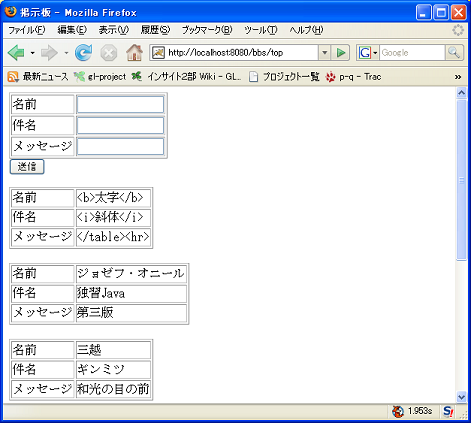 掲示板 - Mozilla Firefox
ファイル(F) 編集(E) 表示(V) 履歴(S) ブックマーク(B) ツール(T) ヘルプ(H)
http://localhost:8080/bbs/top
Google
最新ニュース gl-project インサイト2部 Wiki - GL... プロジェクト一覧 p-q - Trac
名前
件名
メッセージ
送信
名前 <b>太字</b>
件名 <i>斜体</i>
メッセージ </table><hr>
名前 ジョゼフ・オニール
件名 独習Java
メッセージ 第三版
名前 三越
件名 ギンミツ
メッセージ 和光の目の前
1.953s